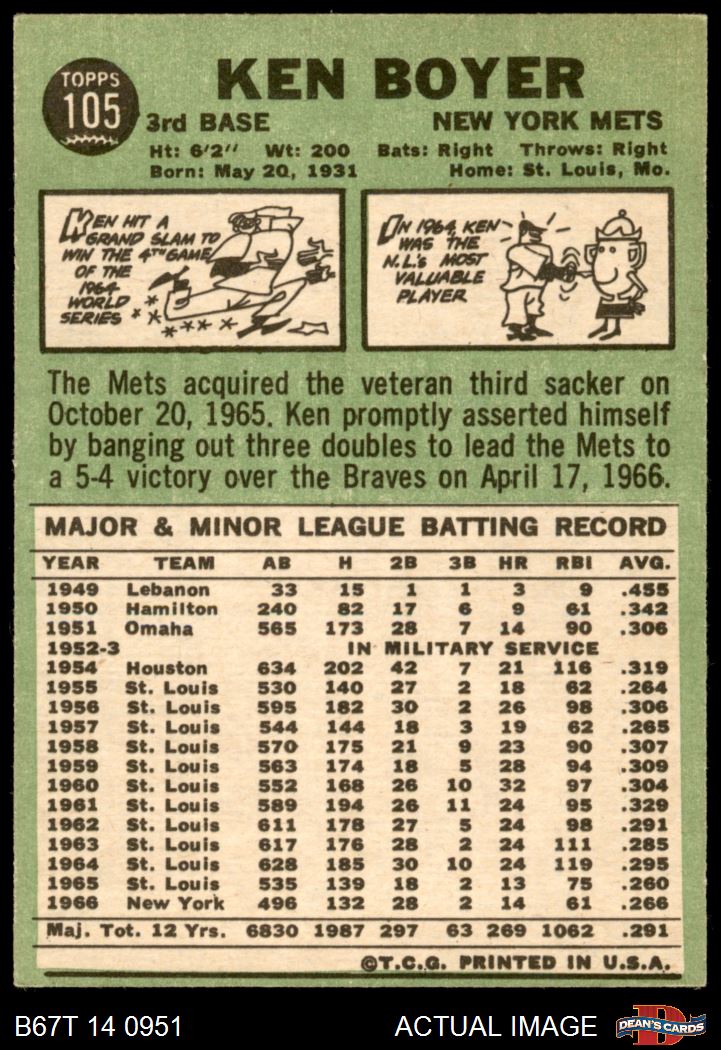 TOPPS
105
KEN BOYER
3rd BASE NEW YORK METS
Ht: 6'2" Wt: 200 Bats: Right Throws: Right
Born: May 20, 1931 Home: St. Louis, Mo.
KEN HIT A
GRAND SLAM TO
WIN THE 4TH GAME
OF THE
1964
WORLD
SERIES
IN 1964, KEN
WAS THE
N.L.'s MOST
VALUABLE
PLAYER
The Mets acquired the veteran third sacker on
October 20, 1965. Ken promptly asserted himself
by banging out three doubles to lead the Mets to
a 5-4 victory over the Braves on April 17, 1966.
MAJOR & MINOR LEAGUE BATTING RECORD
YEAR TEAM AB H 2B 3B HR RBI AVG.
1949 Lebanon 33 15 1 1 3 9 .455
1950 Hamilton 240 82 17 6 9 61 .342
1951 Omaha 565 173 28 7 14 90 .306
1952-3 IN MILITARY SERVICE
1954 Houston 634 202 42 7 21 116 .319
1955 St. Louis 530 140 27 2 18 62 .264
1956 St. Louis 595 182 30 2 26 98 .306
1957 St. Louis 544 144 18 3 19 62 .265
1958 St. Louis 570 175 21 9 23 90 .307
1959 St. Louis 563 174 18 5 28 94 .309
1960 St. Louis 552 168 26 10 32 97 .304
1961 St. Louis 589 194 26 11 24 95 .329
1962 St. Louis 611 178 27 5 24 98 .291
1963 St. Louis 617 176 28 2 24 111 .285
1964 St. Louis 628 185 30 10 24 119 .295
1965 St. Louis 535 139 18 2 13 75 .260
1966 New York 496 132 28 2 14 61 .266
Maj. Tot. 12 Yrs. 6830 1987 297 63 269 1062 .291
©T.C.G. PRINTED IN U.S.A.
B67T 14 0951 ACTUAL IMAGE D DEAN'S CARDS